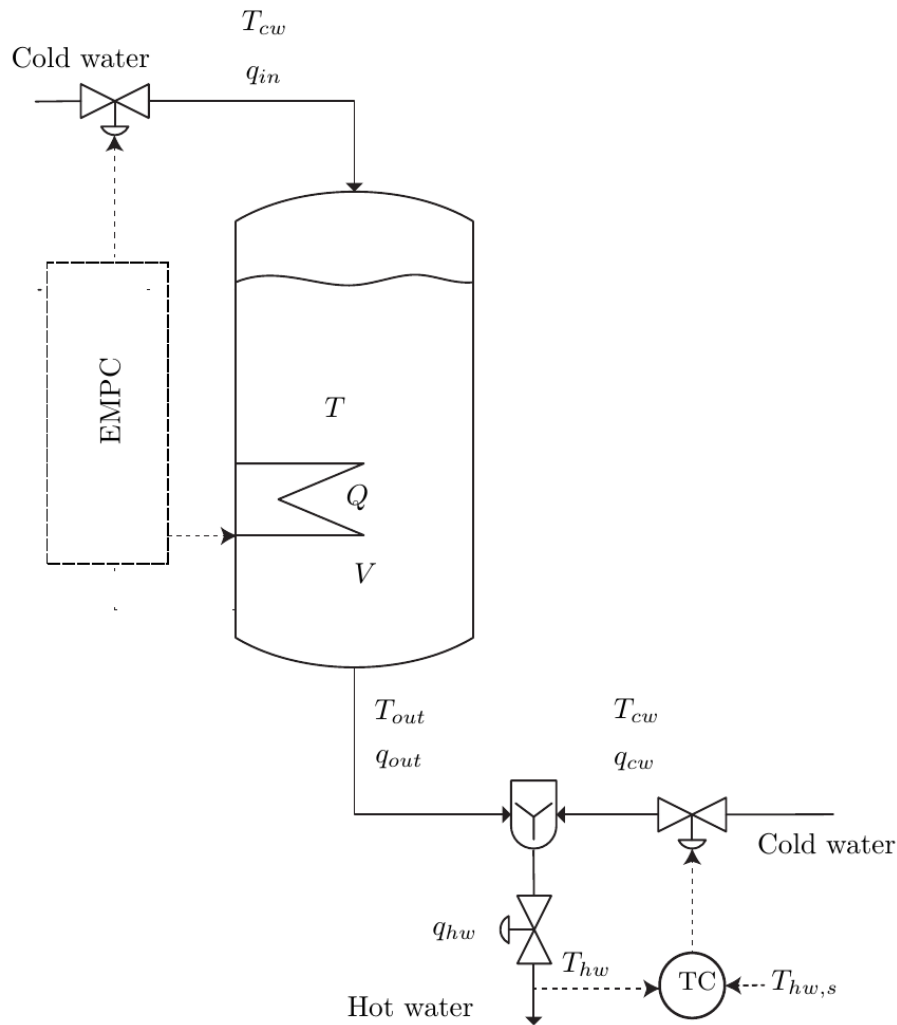 T_{cw}
Cold water
q_{in}
EMPC
T
Q
V
T_{out}
T_{cw}
q_{out}
q_{cw}
Cold water
q_{hw}
T_{hw}
TC
T_{hw,s}
Hot water